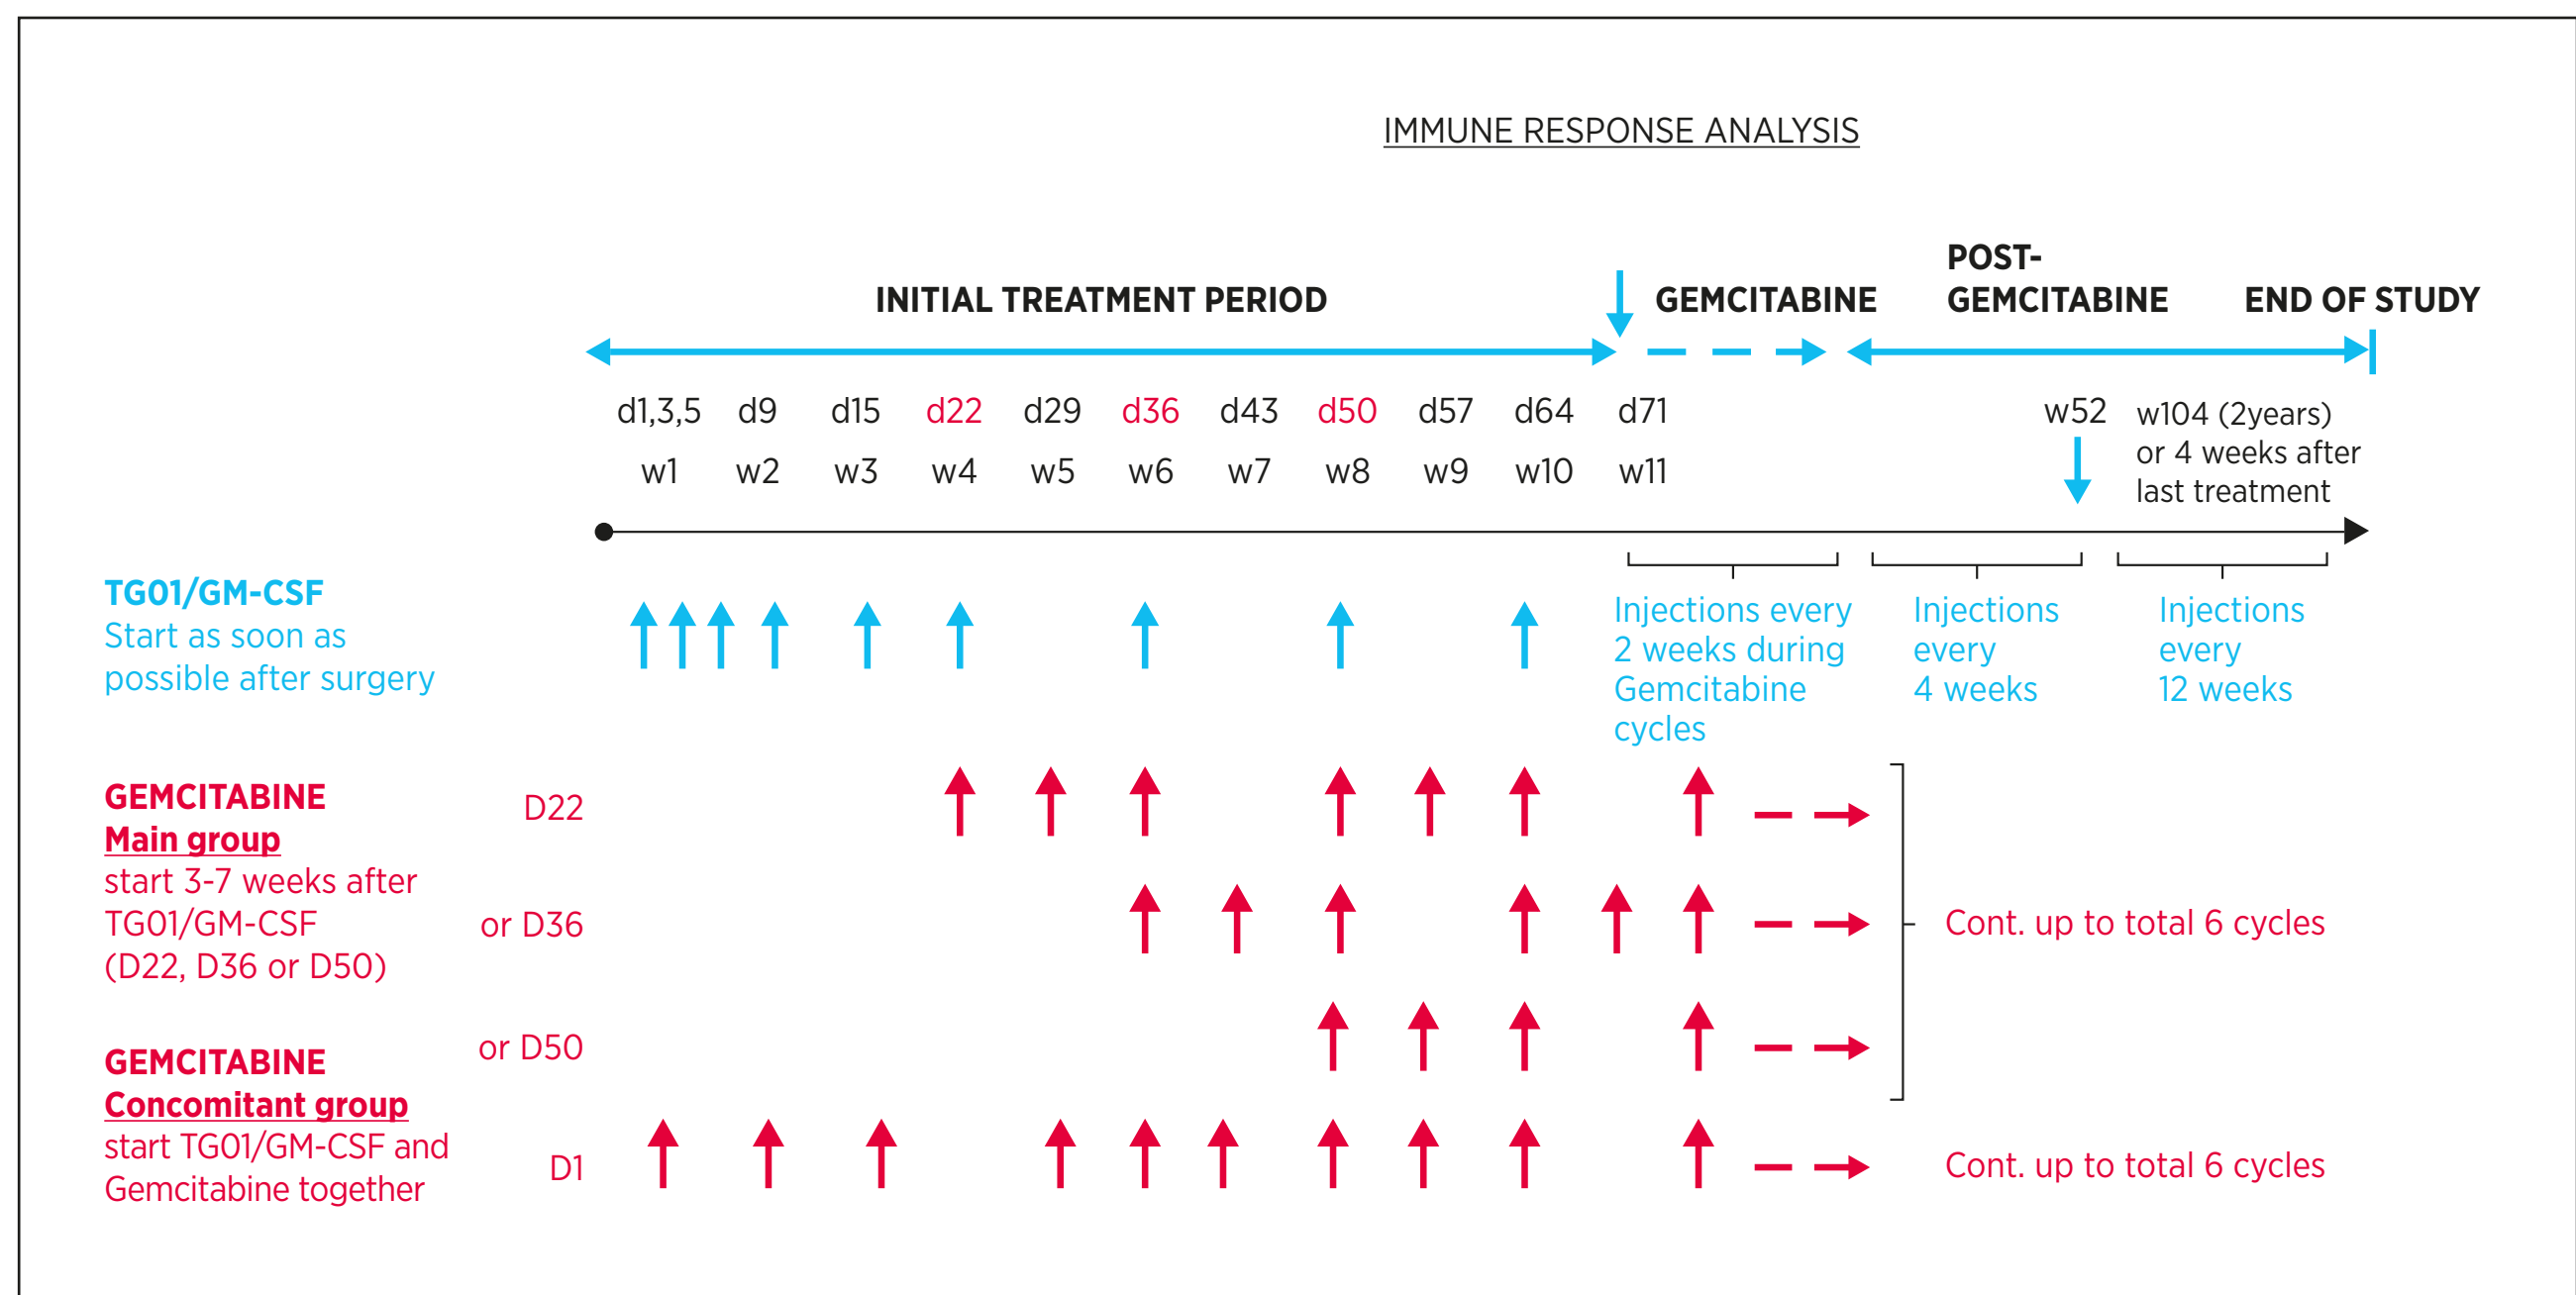 IMMUNE RESPONSE ANALYSIS
INITIAL TREATMENT PERIOD
GEMCITABINE
POST-
GEMCITABINE
END OF STUDY
d1,3,5 d9 d15 d22 d29 d36 d43 d50 d57 d64 d71
w1 w2 w3 w4 w5 w6 w7 w8 w9 w10 w11
w52
w104 (2years)
or 4 weeks after
last treatment
TG01/GM-CSF
Start as soon as
possible after surgery
Injections every
2 weeks during
Gemcitabine
cycles
Injections
every
4 weeks
Injections
every
12 weeks
GEMCITABINE
Main group
start 3-7 weeks after
TG01/GM-CSF
(D22, D36 or D50)
D22
or D36
or D50
Cont. up to total 6 cycles
GEMCITABINE
Concomitant group
start TG01/GM-CSF and
Gemcitabine together
D1
Cont. up to total 6 cycles